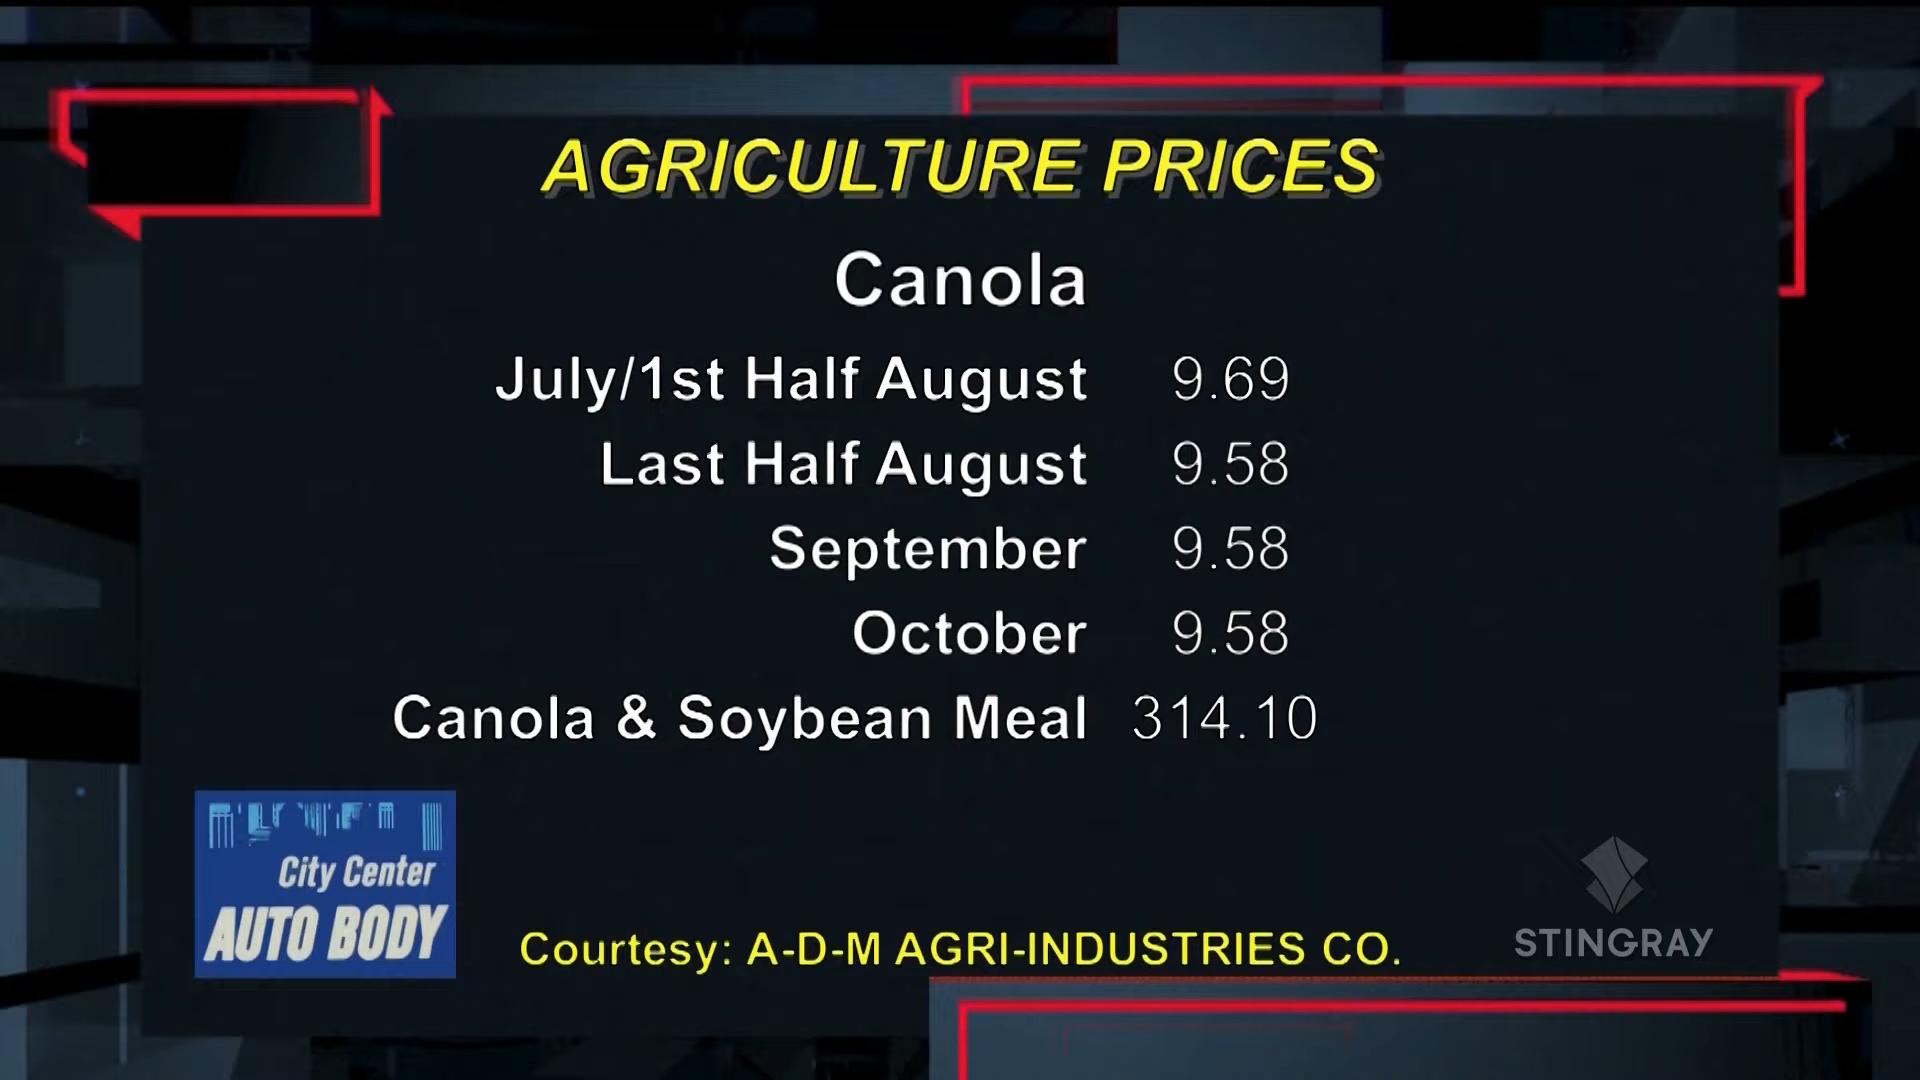 AGRICULTURE PRICES
Canola
July/1st Half August 9.69
Last Half August 9.58
September 9.58
October 9.58
Canola & Soybean Meal 314.10
City Center
AUTO BODY
Courtesy: A-D-M AGRI-INDUSTRIES CO.
STINGRAY